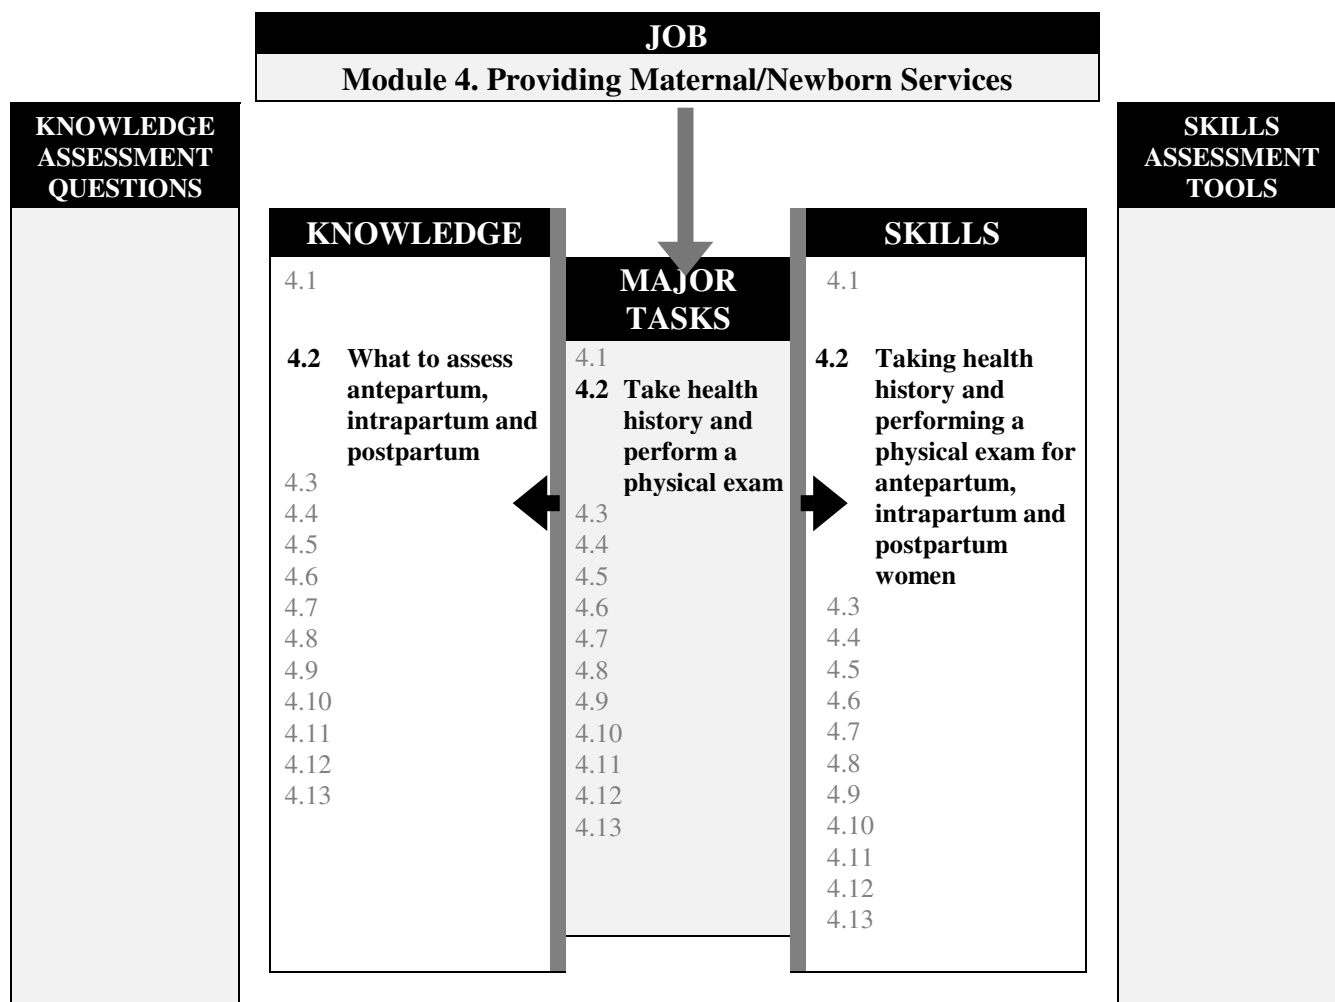 JOB
Module 4. Providing Maternal/Newborn Services
KNOWLEDGE
ASSESSMENT
QUESTIONS
KNOWLEDGE
4.1
4.2 What to assess
antepartum,
intrapartum and
postpartum
4.3
4.4
4.5
4.6
4.7
4.8
4.9
4.10
4.11
4.12
4.13
MAJOR
TASKS
4.1
4.2 Take health
history and
perform a
physical exam
4.3
4.4
4.5
4.6
4.7
4.8
4.9
4.10
4.11
4.12
4.13
SKILLS
4.1
4.2 Taking health
history and
performing a
physical exam for
antepartum,
intrapartum and
postpartum
women
4.3
4.4
4.5
4.6
4.7
4.8
4.9
4.10
4.11
4.12
4.13
SKILLS
ASSESSMENT
TOOLS